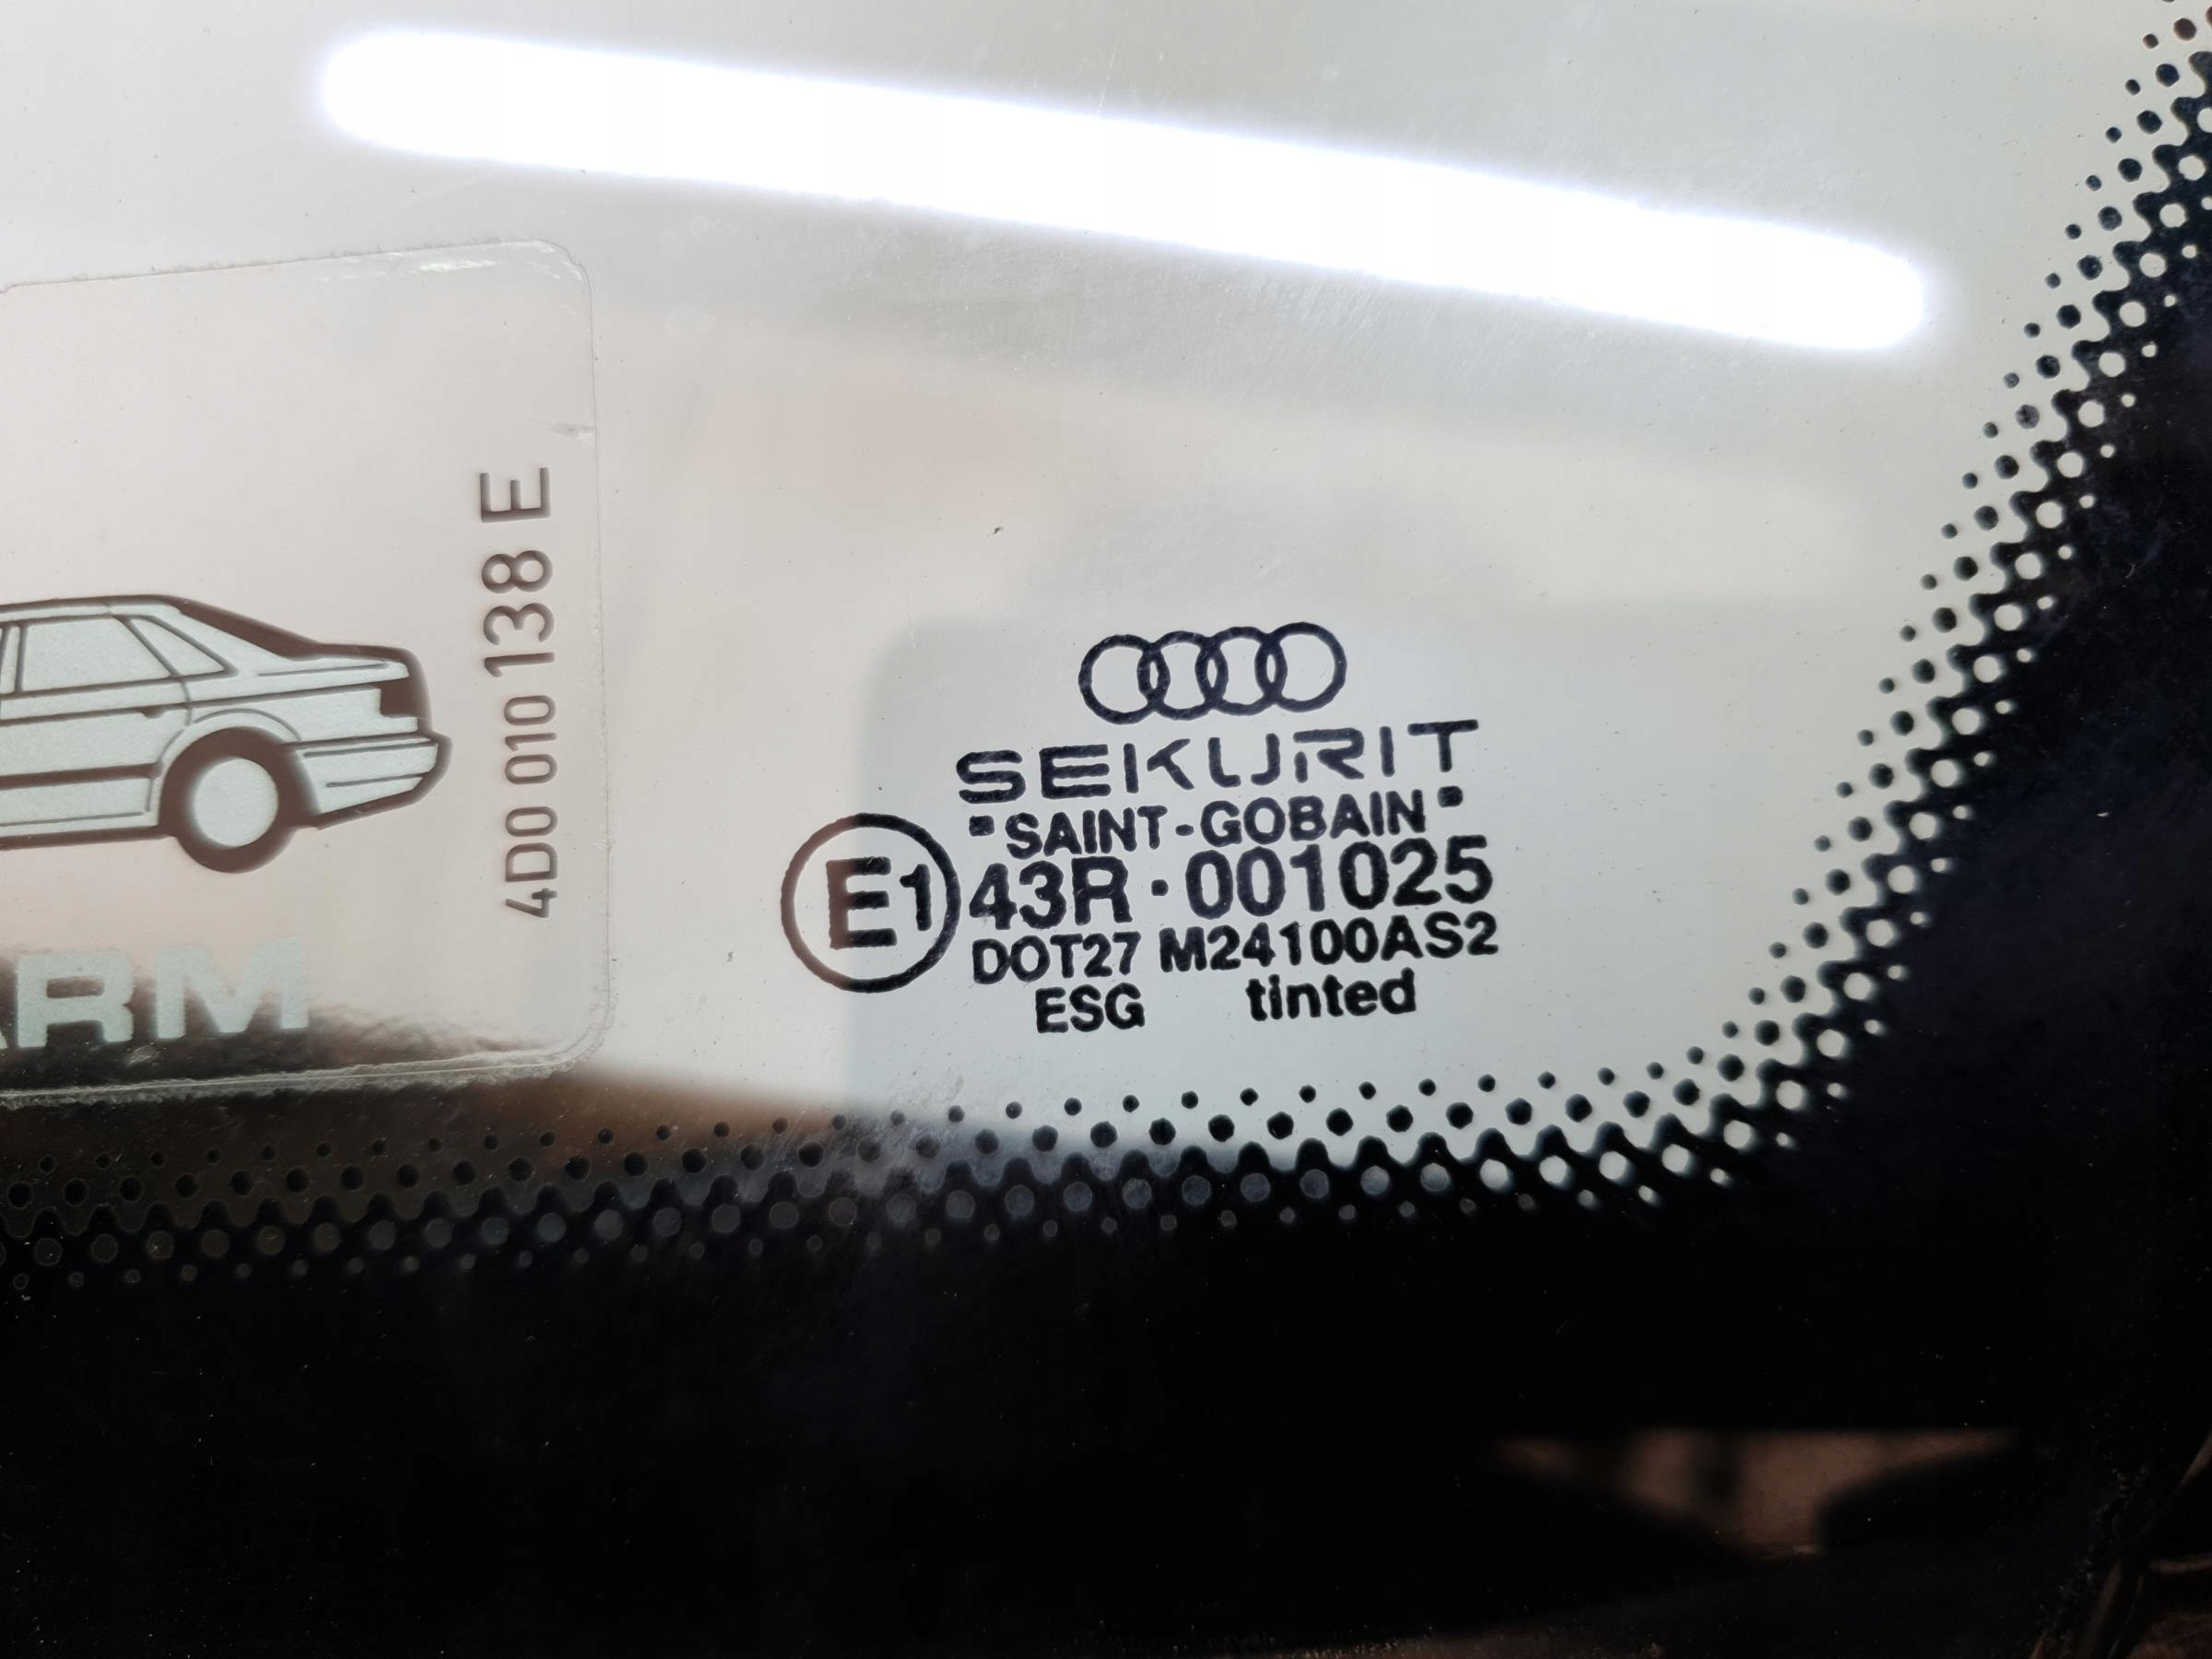 4D0 010 138 E
ARM
SEKURIT
"SAINT-GOBAIN"
E1 43R·001025
DOT27 M24100AS2
ESG tinted